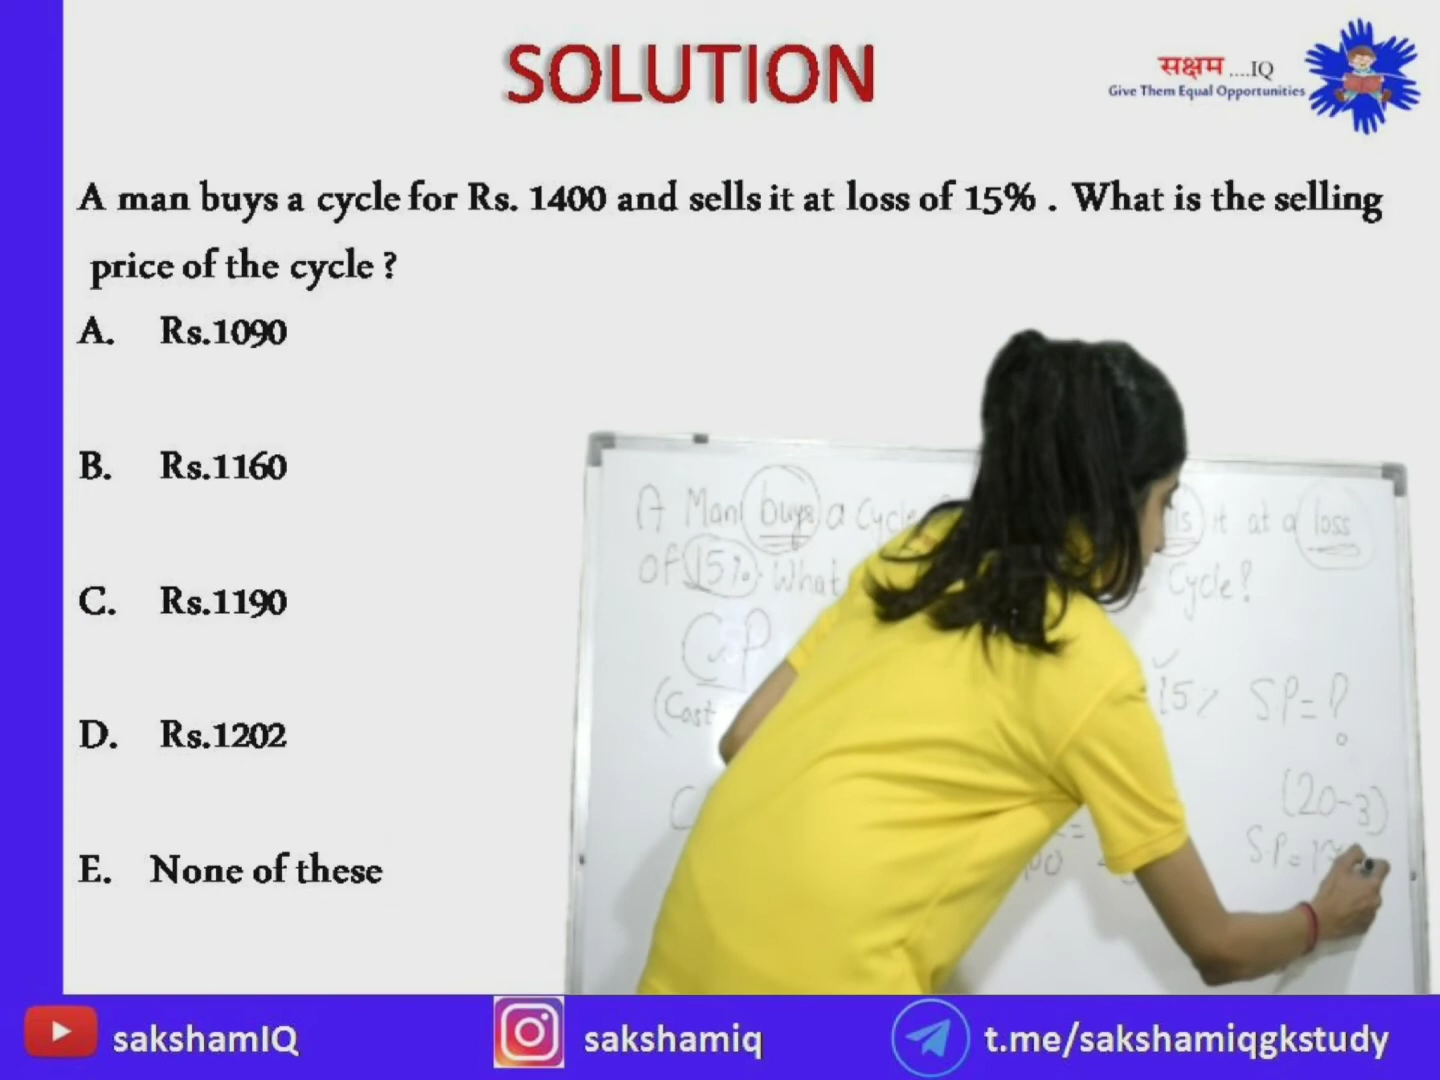 SOLUTION
सक्षम ....IQ
Give Them Equal Opportunities
A man buys a cycle for Rs. 1400 and sells it at loss of 15% . What is the selling
price of the cycle ?
A. Rs.1090
B. Rs.1160
C. Rs.1190
D. Rs.1202
E. None of these
A Man buys a Cycle it at a loss
of 15%. What Cycle?
CP 15% SP=?
(Cost
(20-3)
SP=
sakshamIQ sakshamiq t.me/sakshamiqgkstudy